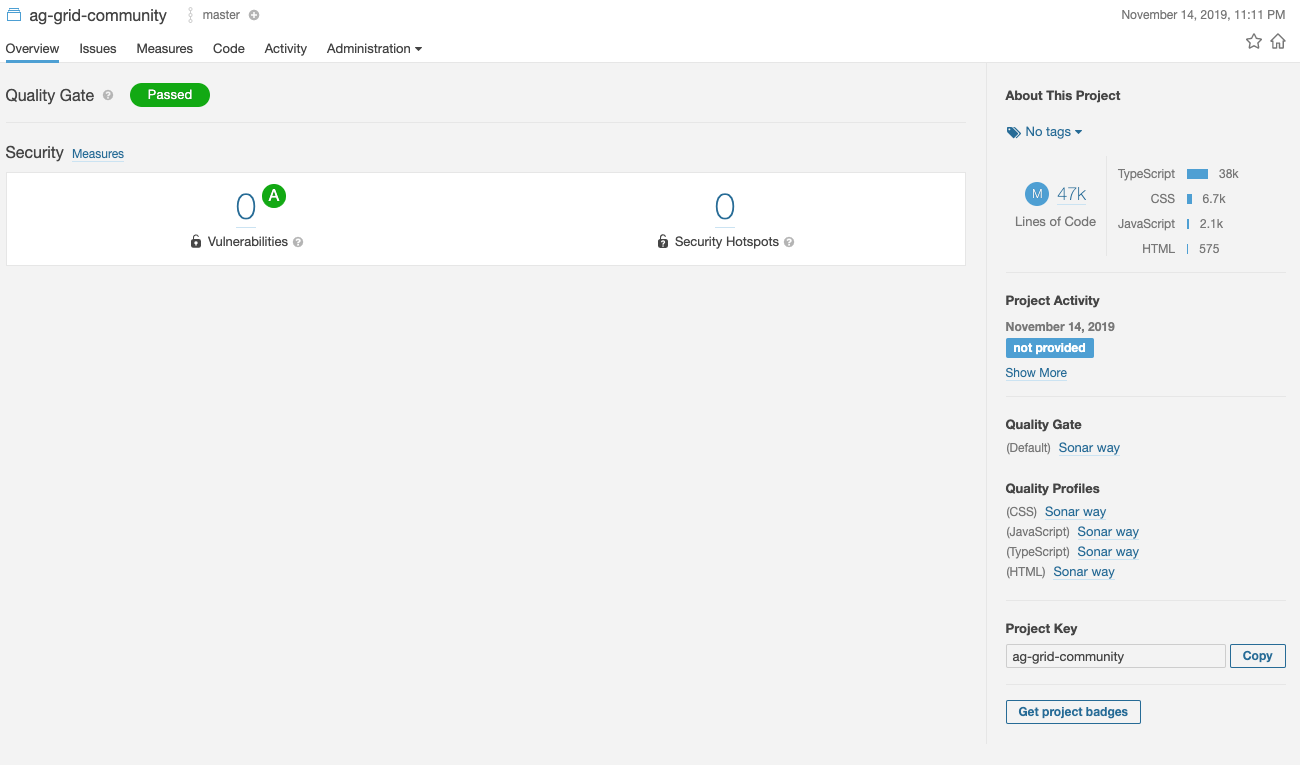 ag-grid-community master November 14, 2019, 11:11 PM
Overview Issues Measures Code Activity Administration
Quality Gate ? Passed
Security Measures
0 A 0
Vulnerabilities ? Security Hotspots ?
About This Project
No tags
M 47k
Lines of Code
TypeScript 38k
CSS 6.7k
JavaScript 2.1k
HTML 575
Project Activity
November 14, 2019
not provided
Show More
Quality Gate
(Default) Sonar way
Quality Profiles
(CSS) Sonar way
(JavaScript) Sonar way
(TypeScript) Sonar way
(HTML) Sonar way
Project Key
ag-grid-community Copy
Get project badges